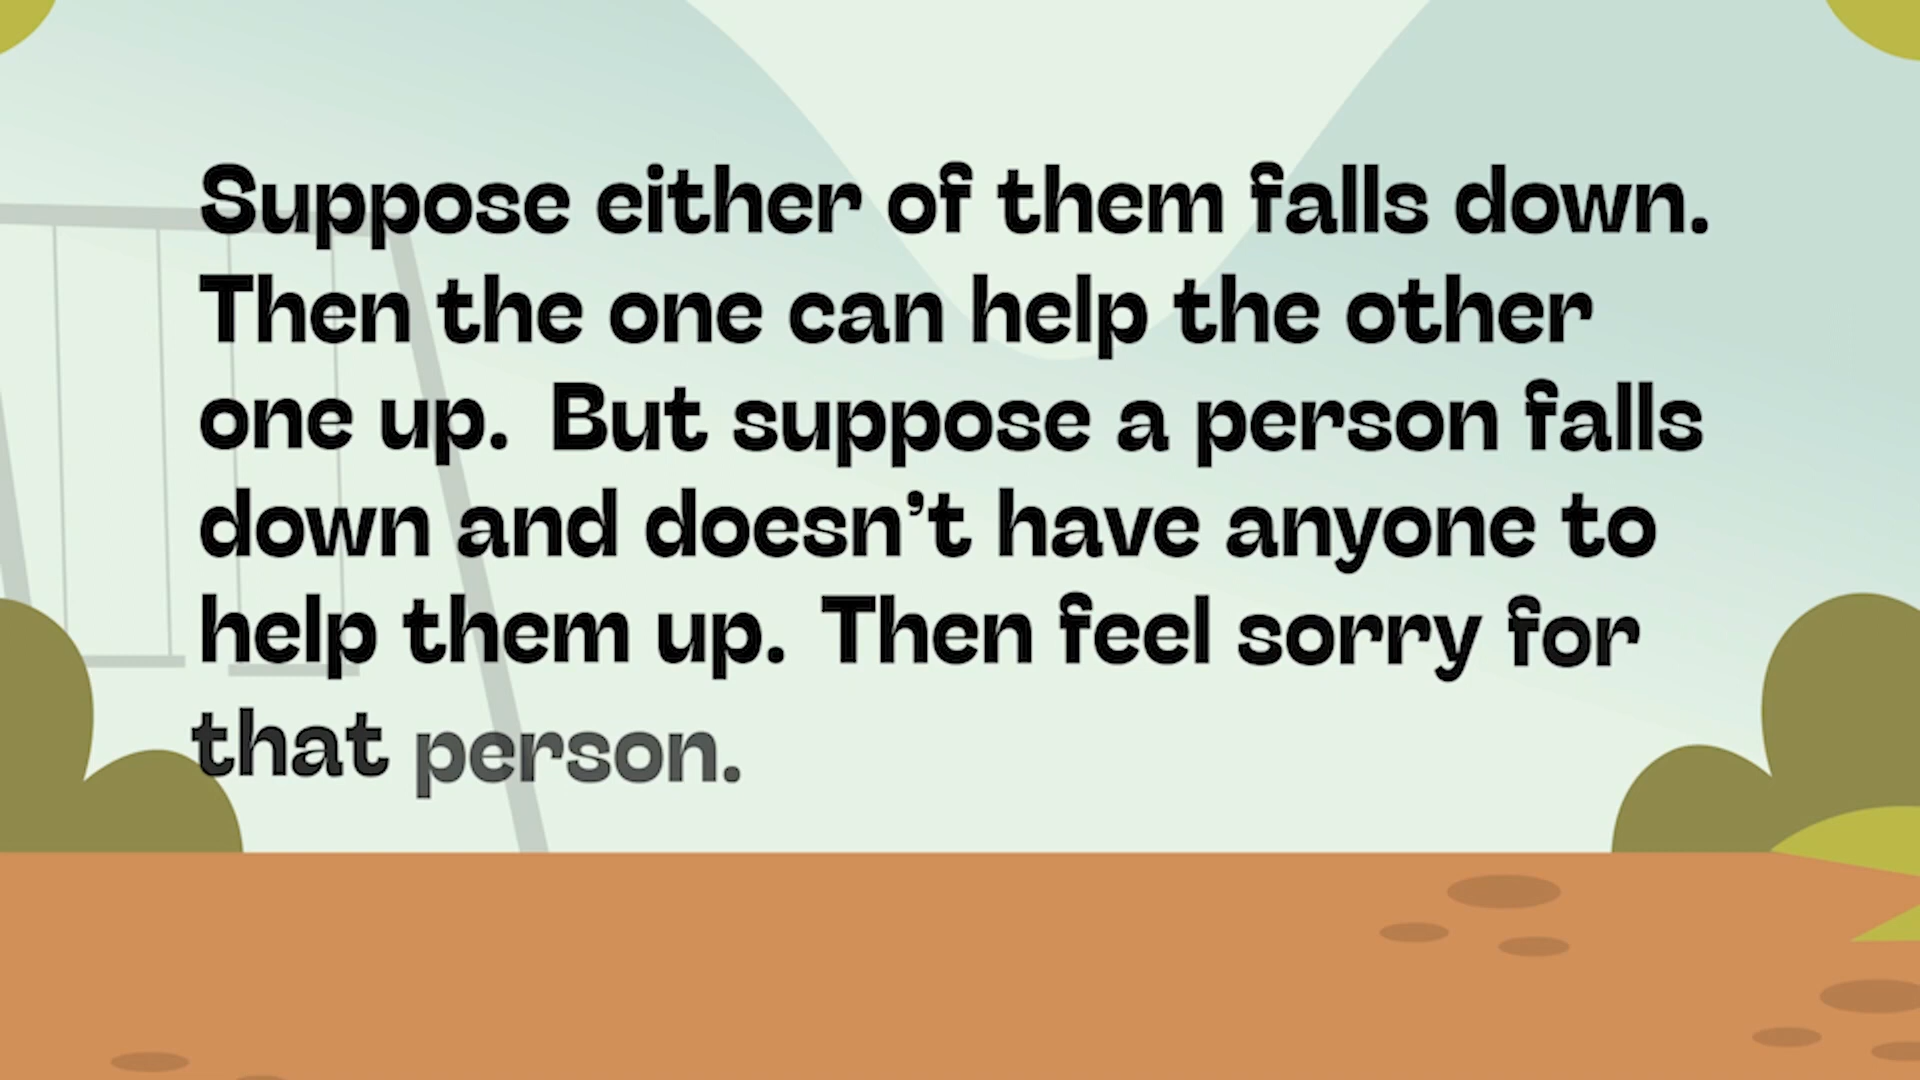 Suppose either of them falls down.
Then the one can help the other
one up. But suppose a person falls
down and doesn’t have anyone to
help them up. Then feel sorry for
that person.